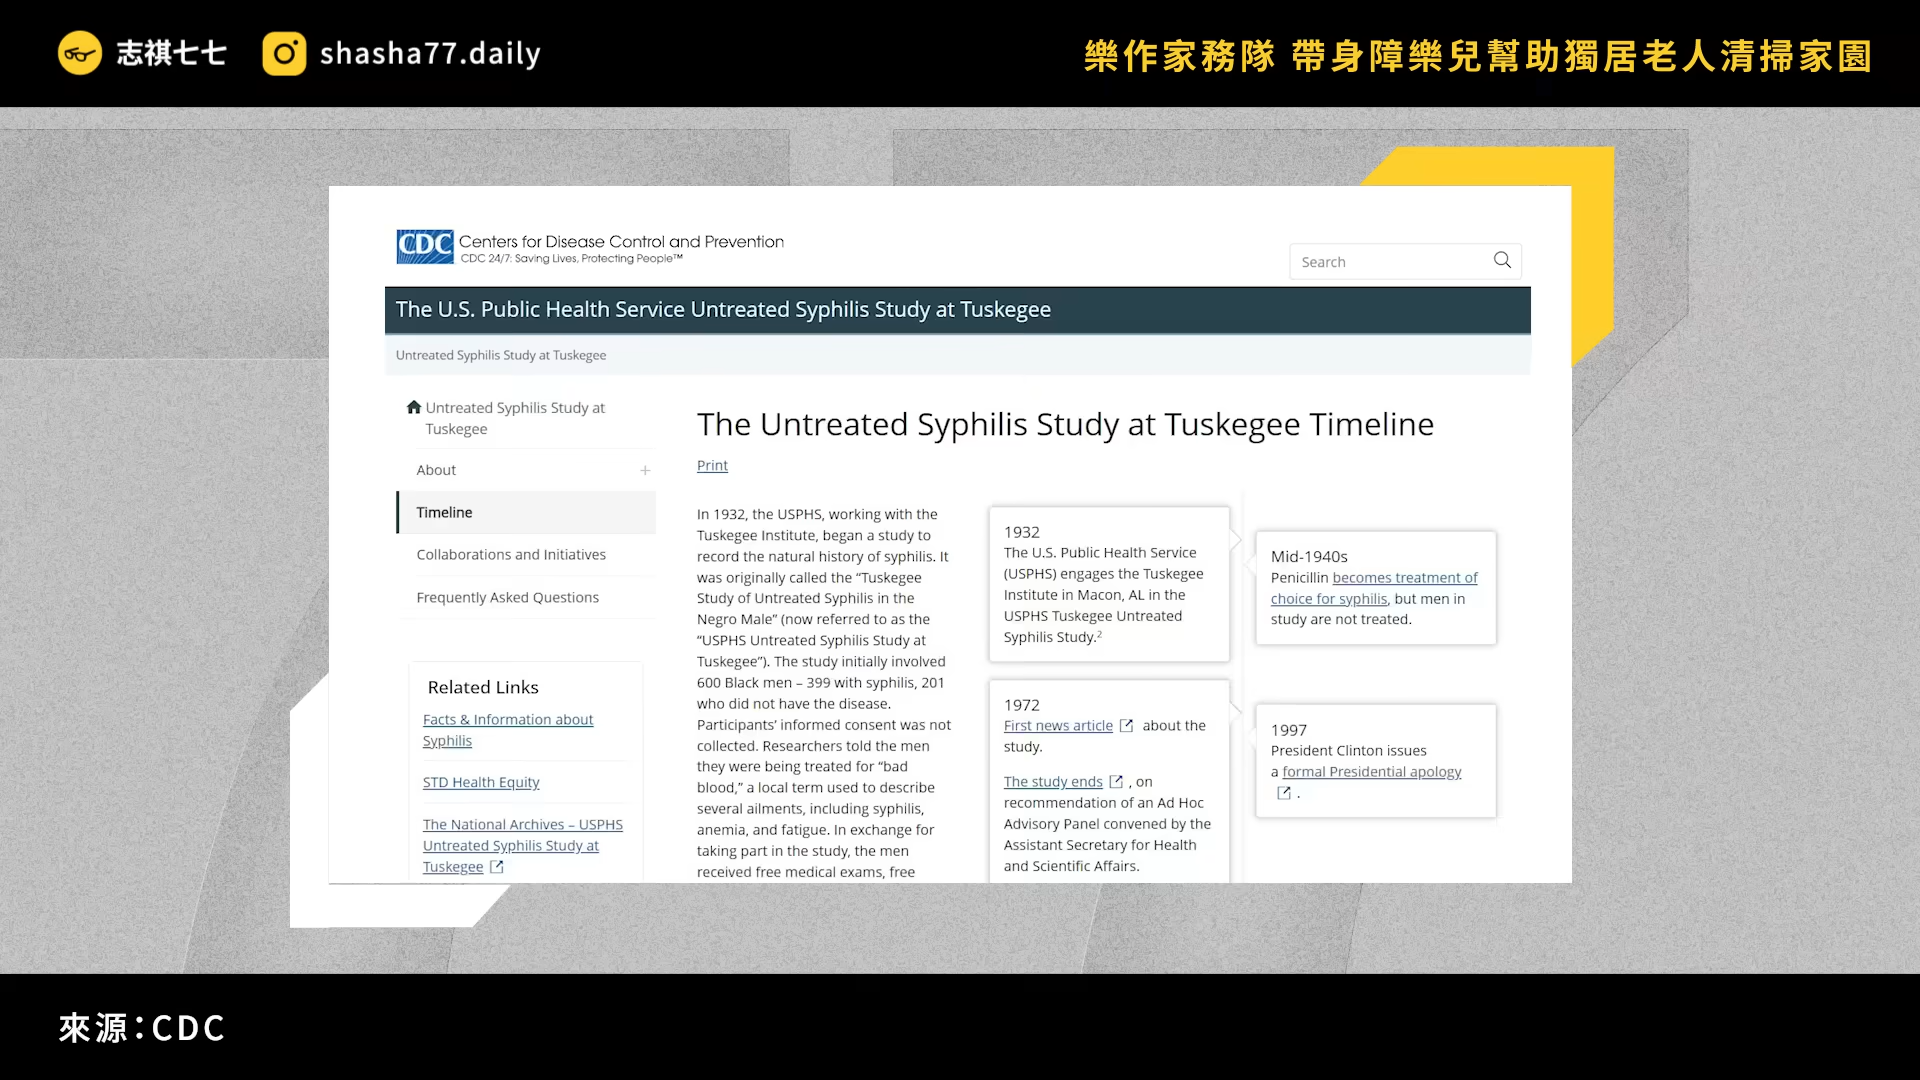 志祺七七
shasha77.daily
樂作家務隊 帶身障樂兒幫助獨居老人清掃家園
CDC Centers for Disease Control and Prevention
CDC 24/7: Saving Lives, Protecting People™
Search
The U.S. Public Health Service Untreated Syphilis Study at Tuskegee
Untreated Syphilis Study at Tuskegee
Untreated Syphilis Study at
Tuskegee
About +
Timeline
Collaborations and Initiatives
Frequently Asked Questions
Related Links
Facts & Information about
Syphilis
STD Health Equity
The National Archives – USPHS
Untreated Syphilis Study at
Tuskegee
The Untreated Syphilis Study at Tuskegee Timeline
Print
In 1932, the USPHS, working with the
Tuskegee Institute, began a study to
record the natural history of syphilis. It
was originally called the “Tuskegee
Study of Untreated Syphilis in the
Negro Male” (now referred to as the
“USPHS Untreated Syphilis Study at
Tuskegee”). The study initially involved
600 Black men – 399 with syphilis, 201
who did not have the disease.
Participants’ informed consent was not
collected. Researchers told the men
they were being treated for “bad
blood,” a local term used to describe
several ailments, including syphilis,
anemia, and fatigue. In exchange for
taking part in the study, the men
received free medical exams, free
1932
The U.S. Public Health Service
(USPHS) engages the Tuskegee
Institute in Macon, AL in the
USPHS Tuskegee Untreated
Syphilis Study.2
Mid-1940s
Penicillin becomes treatment of
choice for syphilis, but men in
study are not treated.
1972
First news article about the
study.
The study ends , on
recommendation of an Ad Hoc
Advisory Panel convened by the
Assistant Secretary for Health
and Scientific Affairs.
1997
President Clinton issues
a formal Presidential apology
.
來源：CDC